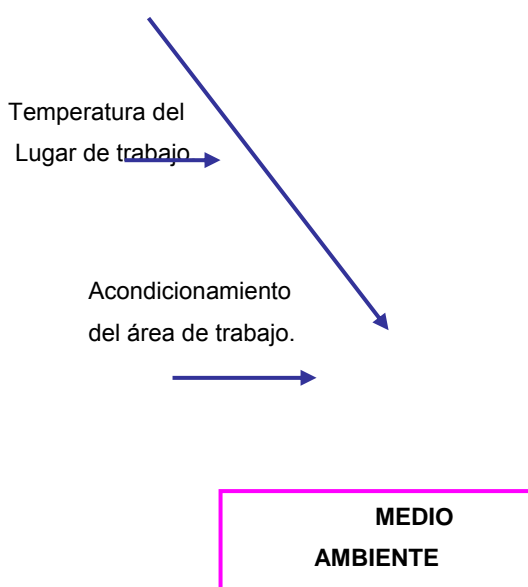 Temperatura del
Lugar de trabajo
Acondicionamiento
del área de trabajo.
MEDIO
AMBIENTE